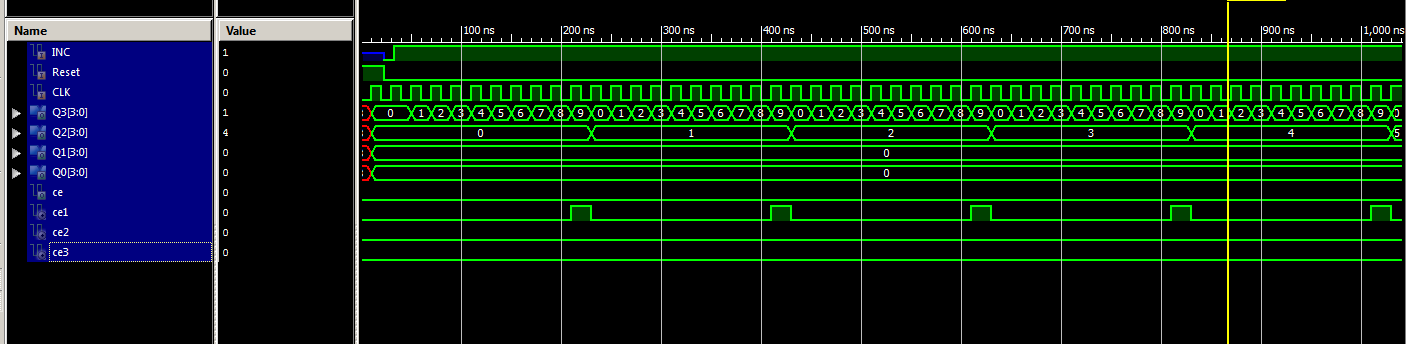 Name Value
100 ns 200 ns 300 ns 400 ns 500 ns 600 ns 700 ns 800 ns 900 ns 1,000 ns
INC 1
Reset 0
CLK 0
Q3[3:0] 1 0 1 2 3 4 5 6 7 8 9 0 1 2 3 4 5 6 7 8 9 0 1 2 3 4 5 6 7 8 9 0 1 2 3 4 5 6 7 8 9 0 1 2 3 4 5 6 7 8 9 0
Q2[3:0] 4 0 1 2 3 4 5
Q1[3:0] 0 0
Q0[3:0] 0 0
ce 0
ce1 0
ce2 0
ce3 0